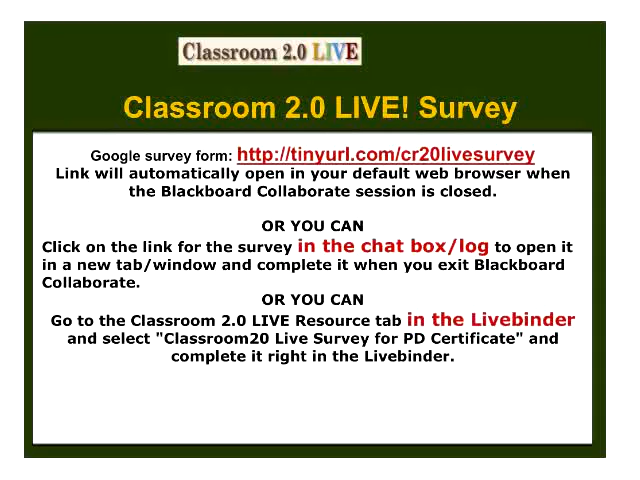 Classroom 2.0 LIVE
Classroom 2.0 LIVE! Survey
Google survey form: http://tinyurl.com/cr20livesurvey
Link will automatically open in your default web browser when
the Blackboard Collaborate session is closed.
OR YOU CAN
Click on the link for the survey in the chat box/log to open it
in a new tab/window and complete it when you exit Blackboard
Collaborate.
OR YOU CAN
Go to the Classroom 2.0 LIVE Resource tab in the Livebinder
and select "Classroom20 Live Survey for PD Certificate" and
complete it right in the Livebinder.